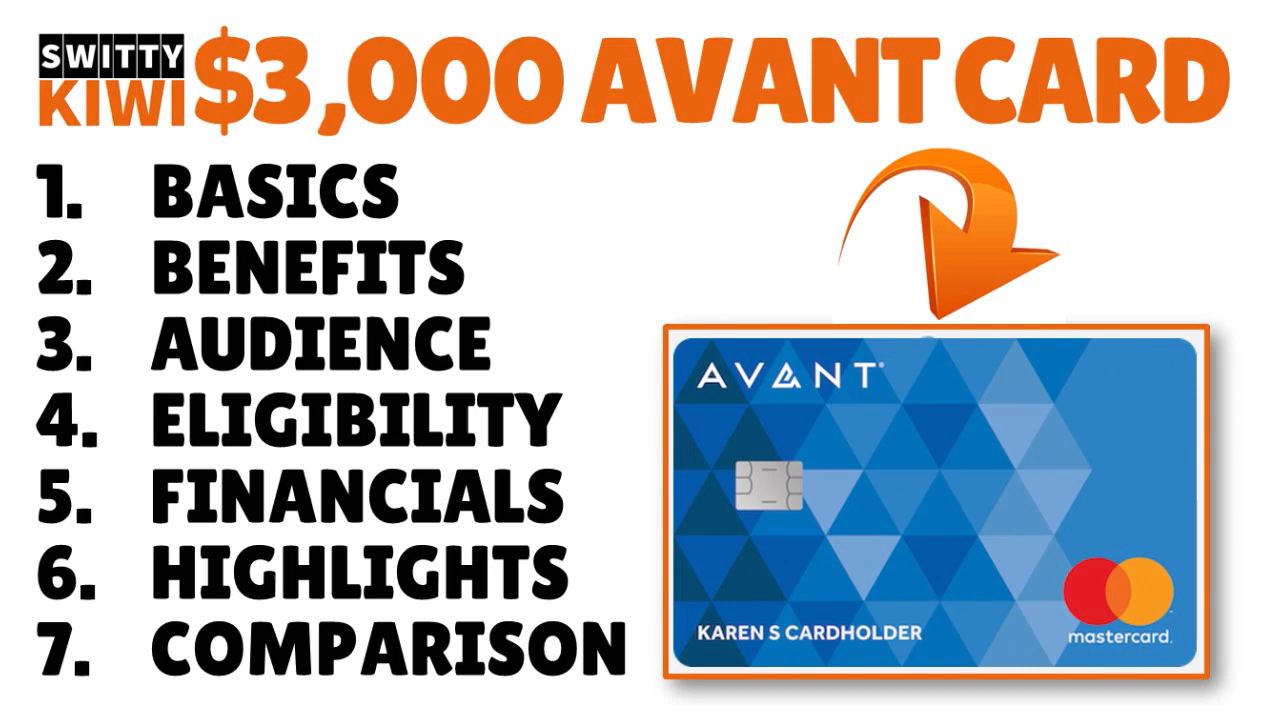 SWITTY
KIWI
$3,000 AVANT CARD
1. BASICS
2. BENEFITS
3. AUDIENCE
4. ELIGIBILITY
5. FINANCIALS
6. HIGHLIGHTS
7. COMPARISON
AVANT®
KAREN S CARDHOLDER
mastercard.